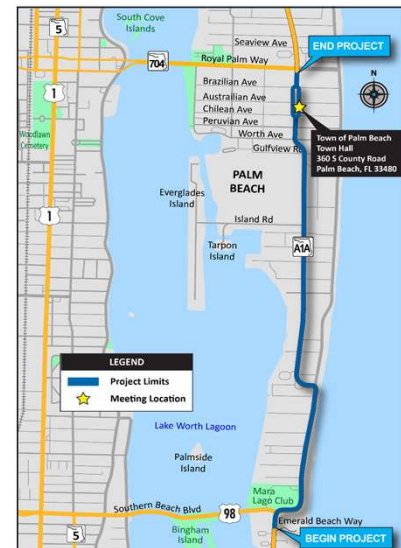 South Cove
Islands
5
Seaview Ave
END PROJECT
704
Royal Palm Way
N
1
Brazilian Ave
Australian Ave
Chilean Ave
Peruvian Ave
Worth Ave
Gulfview Rd
Town of Palm Beach
Town Hall
360 S County Road
Palm Beach, FL 33480
Woodlawn
Cemetery
PALM
BEACH
Everglades
Island
1
Island Rd
Tarpon
Island
A1A
LEGEND
Project Limits
Meeting Location
Lake Worth Lagoon
Palmside
Island
Mara
Lago Club
Southern Beach Blvd
98
Emerald Beach Way
5
Bingham
Island
BEGIN PROJECT